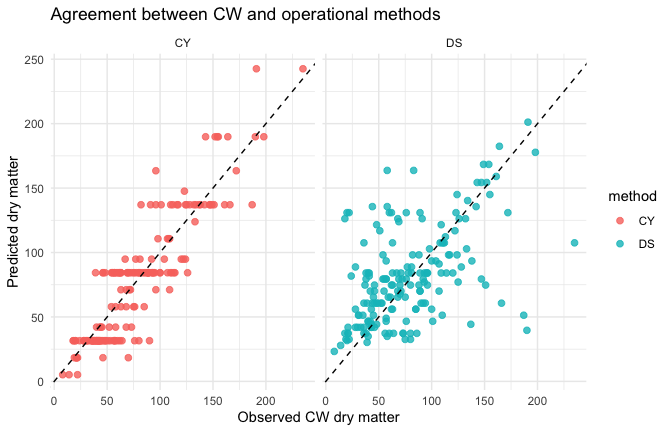 Agreement between CW and operational methods
CY
DS
250
200
150
100
50
0
Predicted dry matter
0
50
100
150
200
0
50
100
150
200
Observed CW dry matter
method
CY
DS